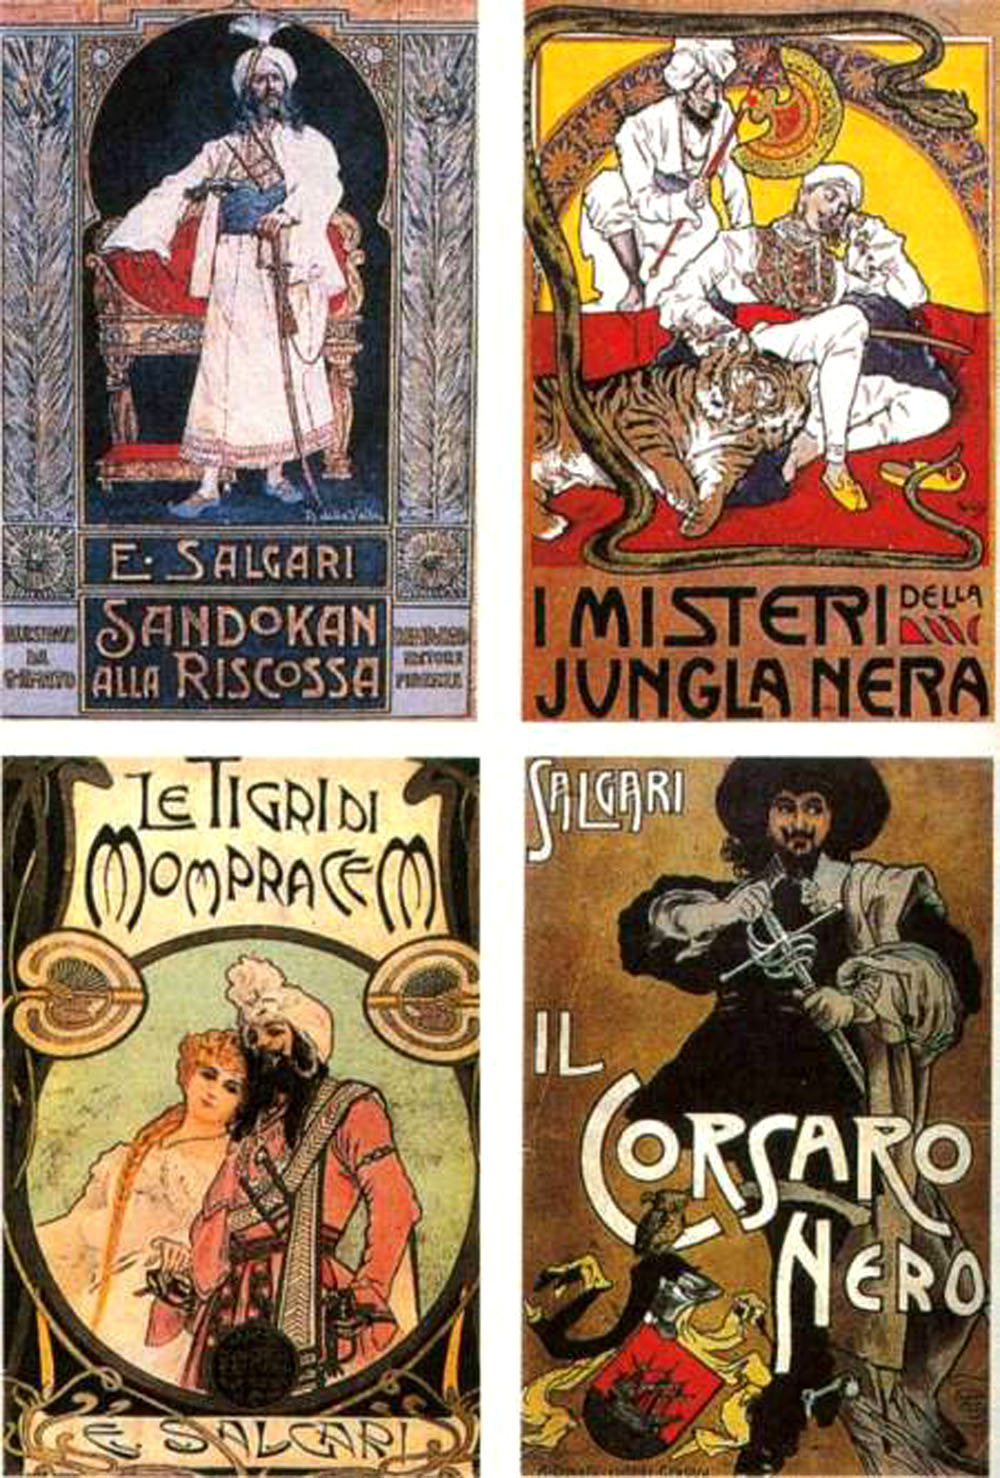 E. SALGARI
SANDOKAN
ALLA RISCOSSA
I MISTERI DELLA
JUNGLA NERA
LE TIGRI DI
MOMPRACEM
E SALGARI
SALGARI
IL
CORSARO
NERO